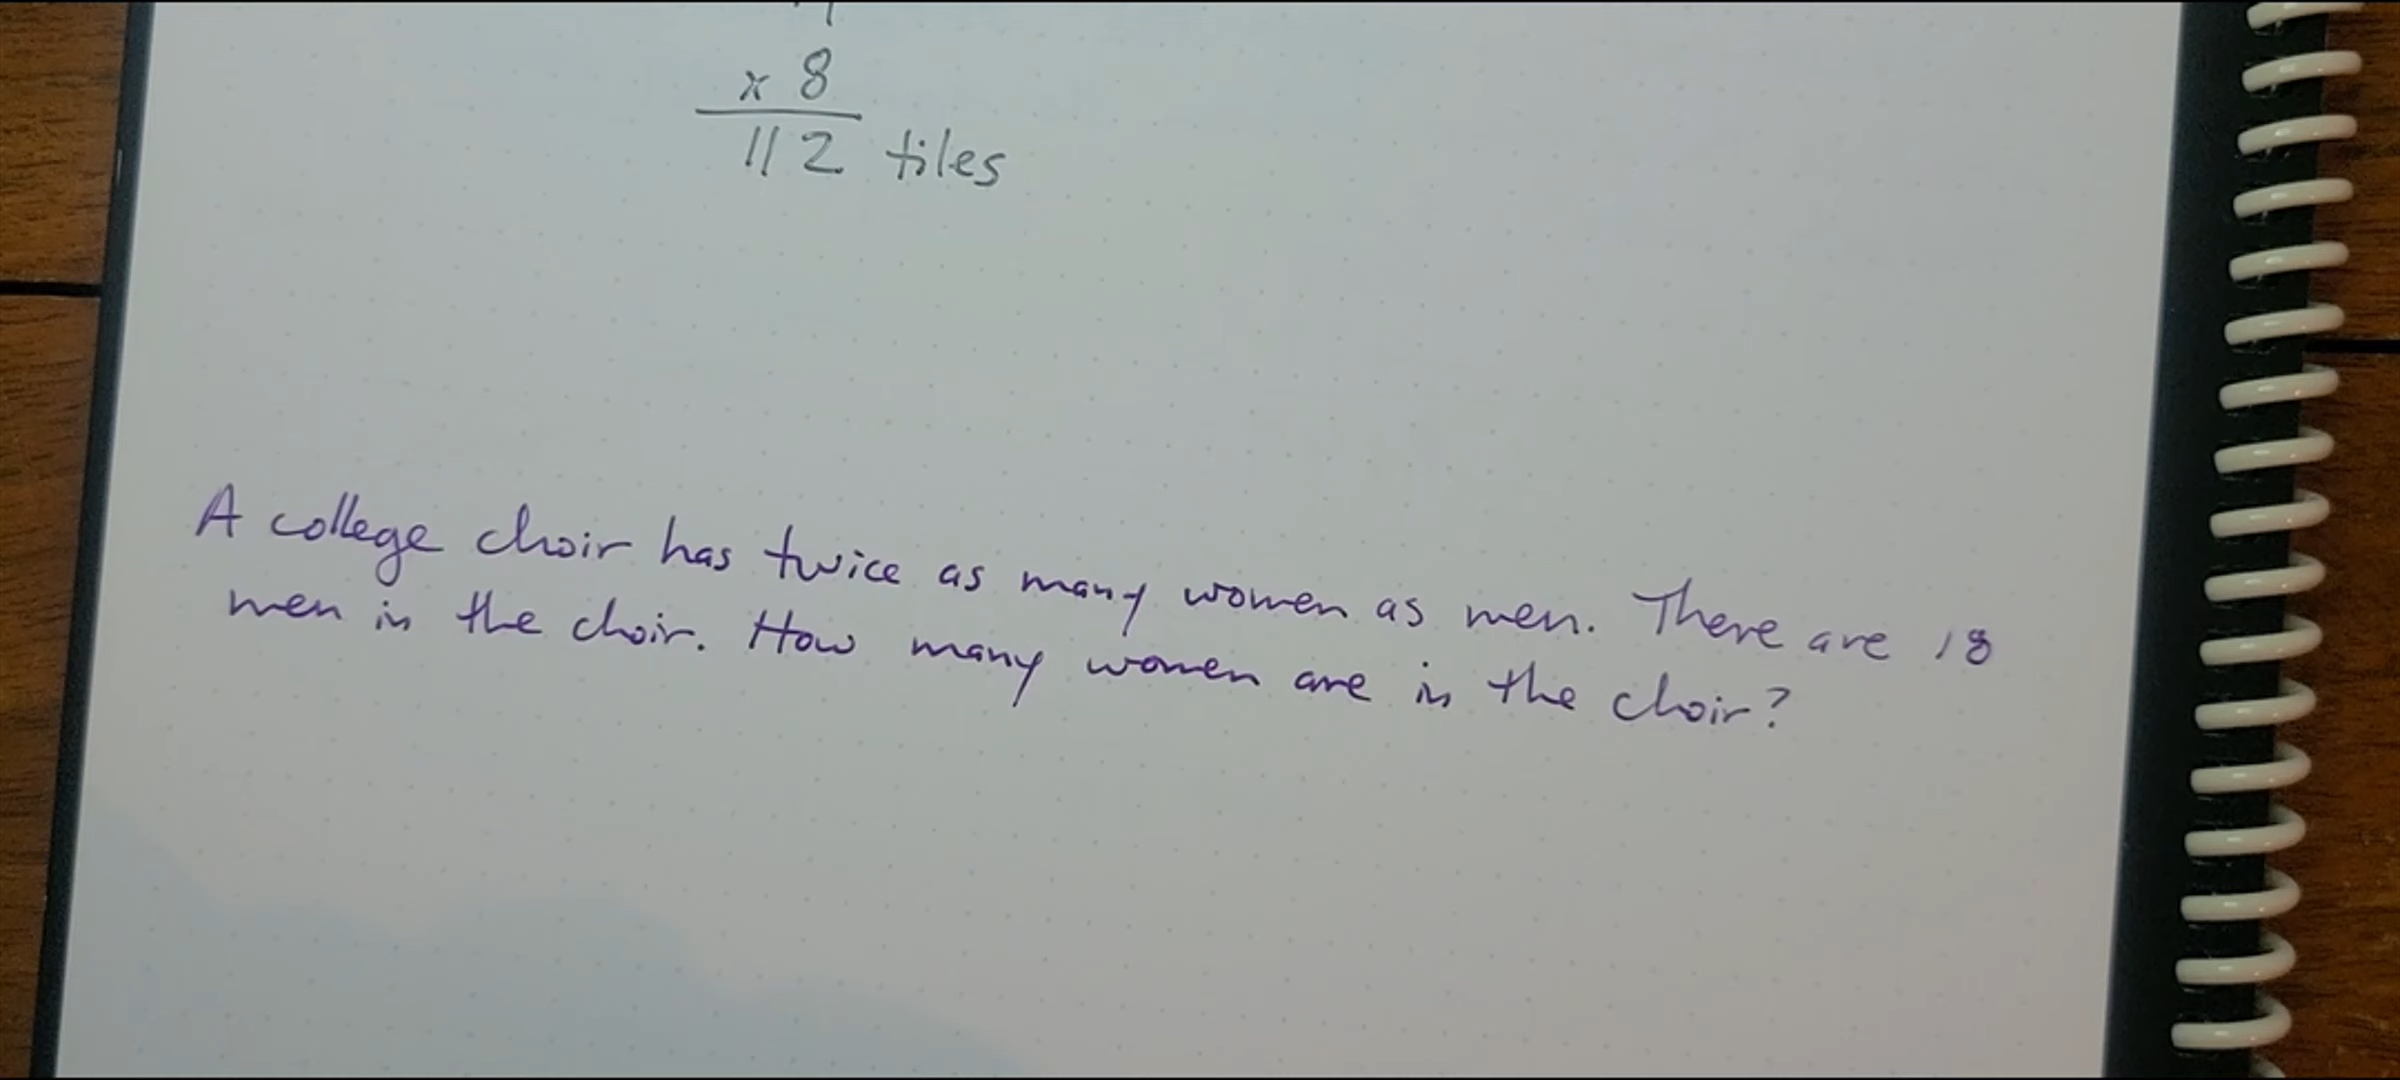 x 8
112 tiles
A college choir has twice as many women as men. There are 18
men in the choir. How many women are in the choir?